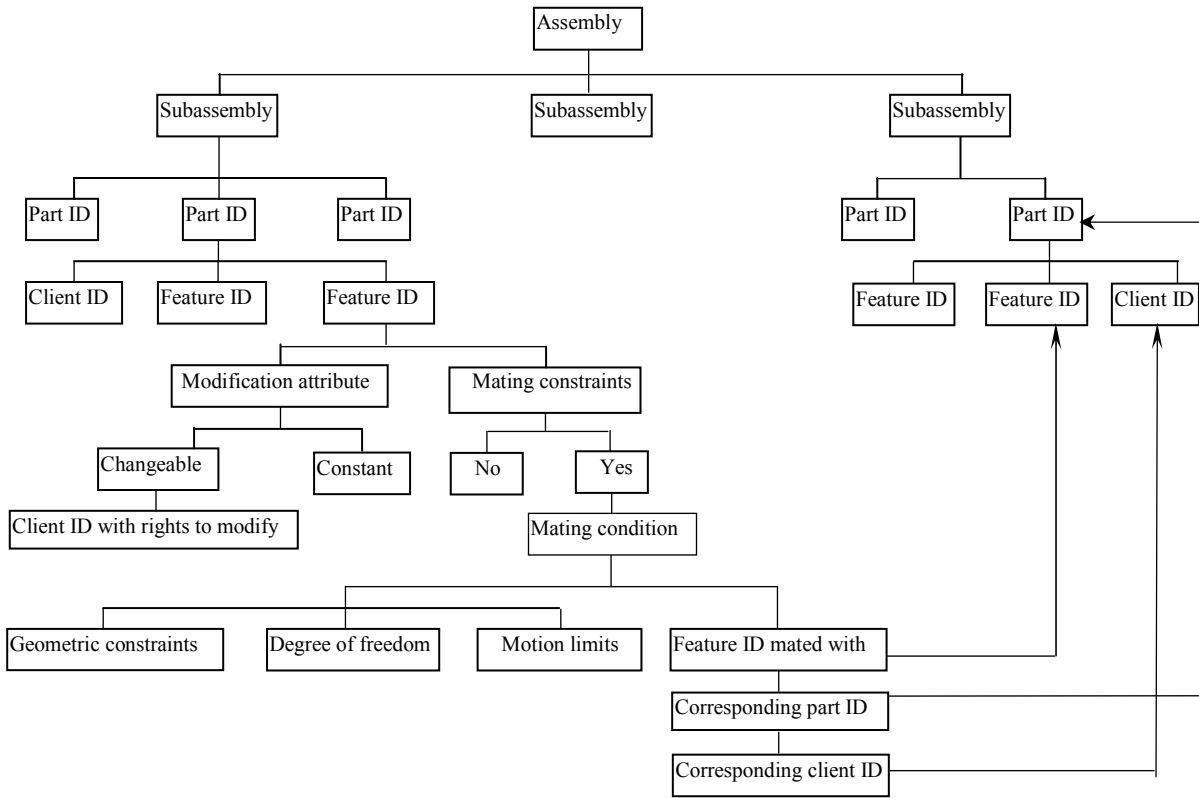 Assembly
Subassembly
Subassembly
Subassembly
Part ID
Part ID
Part ID
Part ID
Part ID
Client ID
Feature ID
Feature ID
Feature ID
Feature ID
Client ID
Modification attribute
Mating constraints
Changeable
Constant
No
Yes
Client ID with rights to modify
Mating condition
Geometric constraints
Degree of freedom
Motion limits
Feature ID mated with
Corresponding part ID
Corresponding client ID